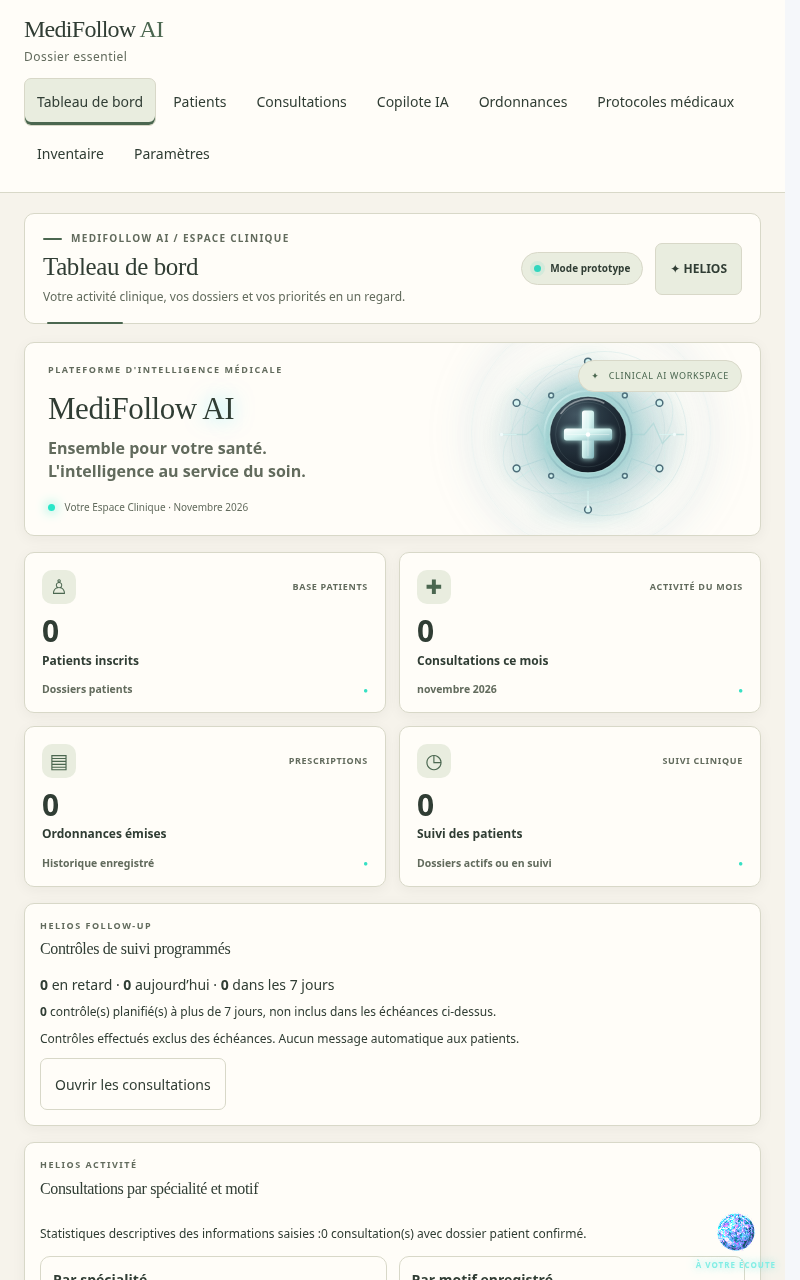 MediFollow AI
Dossier essentiel
Tableau de bord
Patients
Consultations
Copilote IA
Ordonnances
Protocoles médicaux
Inventaire
Paramètres
MEDIFOLLOW AI / ESPACE CLINIQUE
Tableau de bord
Votre activité clinique, vos dossiers et vos priorités en un regard.
Mode prototype
✦ HELIOS
PLATEFORME D'INTELLIGENCE MÉDICALE
✦ CLINICAL AI WORKSPACE
MediFollow AI
Ensemble pour votre santé.
L'intelligence au service du soin.
Votre Espace Clinique · Novembre 2026
BASE PATIENTS
0
Patients inscrits
Dossiers patients
ACTIVITÉ DU MOIS
0
Consultations ce mois
novembre 2026
PRESCRIPTIONS
0
Ordonnances émises
Historique enregistré
SUIVI CLINIQUE
0
Suivi des patients
Dossiers actifs ou en suivi
HELIOS FOLLOW-UP
Contrôles de suivi programmés
0 en retard · 0 aujourd’hui · 0 dans les 7 jours
0 contrôle(s) planifié(s) à plus de 7 jours, non inclus dans les échéances ci-dessus.
Contrôles effectués exclus des échéances. Aucun message automatique aux patients.
Ouvrir les consultations
HELIOS ACTIVITÉ
Consultations par spécialité et motif
Statistiques descriptives des informations saisies :0 consultation(s) avec dossier patient confirmé.
À VOTRE ÉCOUTE
Par spécialité
Par motif enregistré